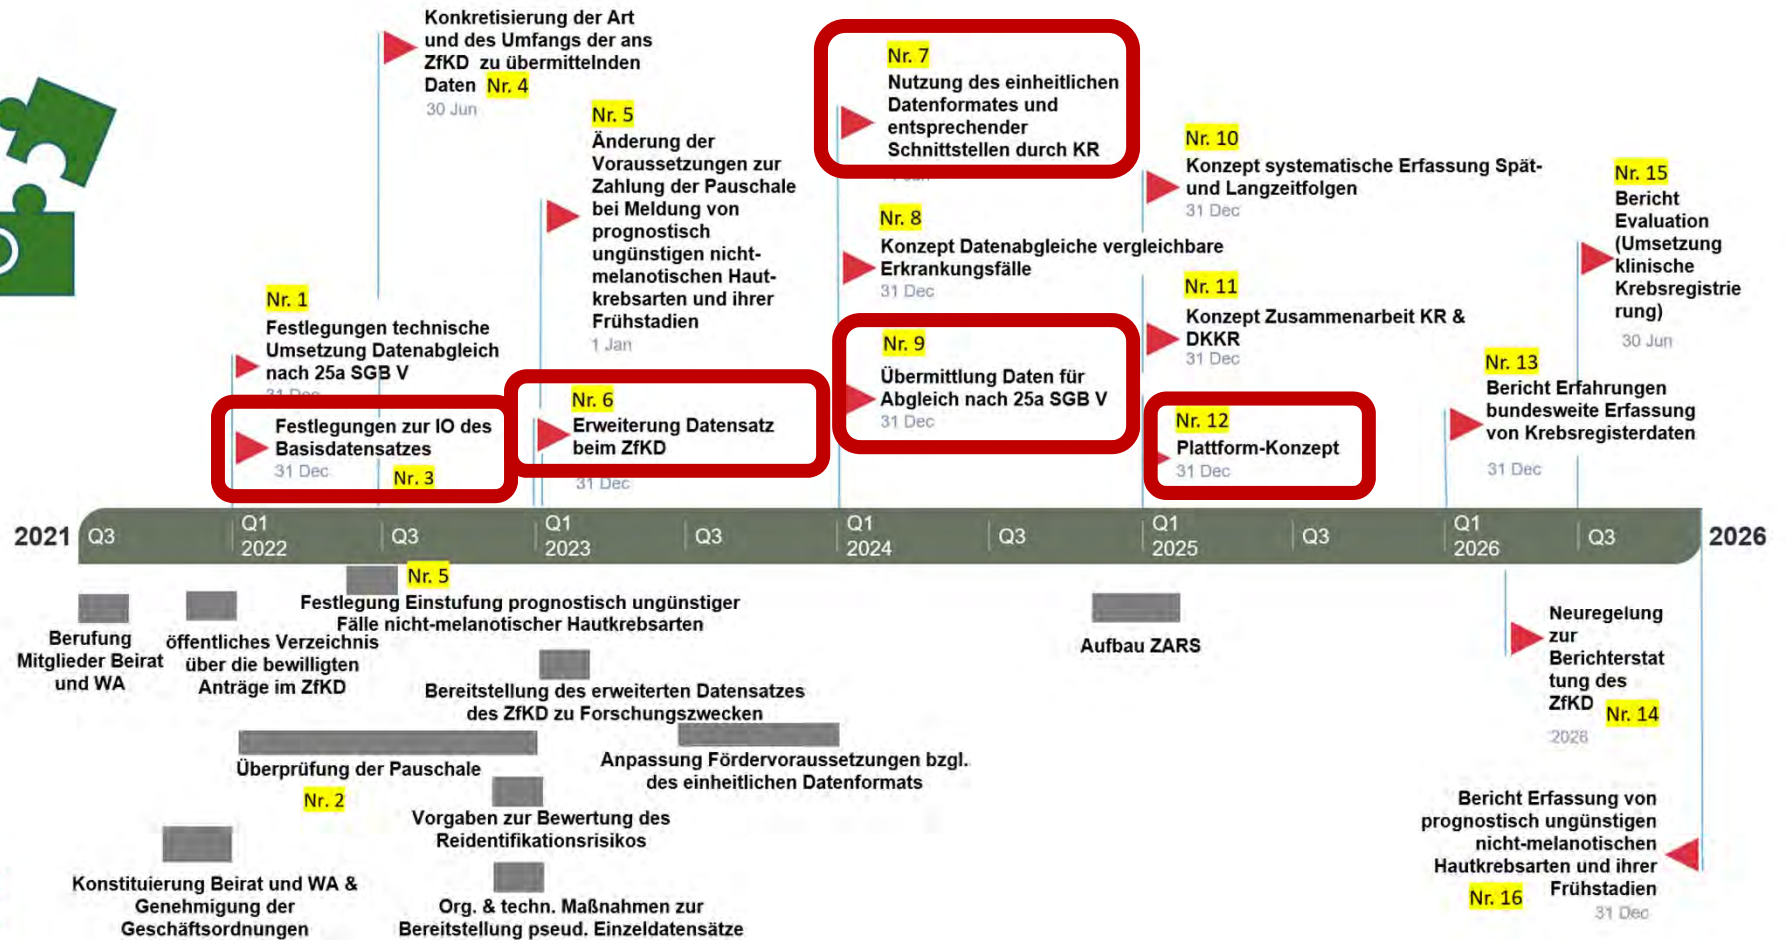 Konkretisierung der Art
und des Umfangs der ans
ZfKD zu übermittelnden
Daten Nr. 4
30 Jun
Nr. 5
Änderung der
Voraussetzungen zur
Zahlung der Pauschale
bei Meldung von
prognostisch
ungünstigen nicht-
melanotischen Haut-
krebsarten und ihrer
Frühstadien
1 Jan
Nr. 7
Nutzung des einheitlichen
Datenformates und
entsprechender
Schnittstellen durch KR
Nr. 8
Konzept Datenabgleiche vergleichbare
Erkrankungsfälle
31 Dec
Nr. 10
Konzept systematische Erfassung Spät-
und Langzeitfolgen
31 Dec
Nr. 15
Bericht
Evaluation
(Umsetzung
klinische
Krebsregistrie
rung)
30 Jun
Nr. 1
Festlegungen technische
Umsetzung Datenabgleich
nach 25a SGB V
31 Dec
Nr. 11
Konzept Zusammenarbeit KR &
DKKR
31 Dec
Nr. 9
Übermittlung Daten für
Abgleich nach 25a SGB V
31 Dec
Nr. 13
Bericht Erfahrungen
bundesweite Erfassung
von Krebsregisterdaten
31 Dec
Festlegungen zur IO des
Basisdatensatzes
31 Dec
Nr. 3
Nr. 6
Erweiterung Datensatz
beim ZfKD
31 Dec
Nr. 12
Plattform-Konzept
31 Dec
2021 Q3 Q1 2022 Q3 Q1 2023 Q3 Q1 2024 Q3 Q1 2025 Q3 Q1 2026 Q3 2026
Berufung
Mitglieder Beirat
und WA
öffentliches Verzeichnis
über die bewilligten
Anträge im ZfKD
Nr. 5
Festlegung Einstufung prognostisch ungünstiger
Fälle nicht-melanotischer Hautkrebsarten
Aufbau ZARS
Neuregelung
zur
Berichterstat
tung des
ZfKD Nr. 14
2026
Bereitstellung des erweiterten Datensatzes
des ZfKD zu Forschungszwecken
Überprüfung der Pauschale
Nr. 2
Anpassung Fördervoraussetzungen bzgl.
des einheitlichen Datenformats
Vorgaben zur Bewertung des
Reidentifikationsrisikos
Bericht Erfassung von
prognostisch ungünstigen
nicht-melanotischen
Hautkrebsarten und ihrer
Nr. 16 Frühstadien
31 Dec
Konstituierung Beirat und WA &
Genehmigung der
Geschäftsordnungen
Org. & techn. Maßnahmen zur
Bereitstellung pseud. Einzeldatensätze